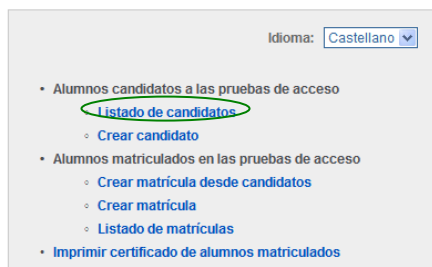 Idioma: Castellano
Alumnos candidatos a las pruebas de acceso
Listado de candidatos
Crear candidato
Alumnos matriculados en las pruebas de acceso
Crear matrícula desde candidatos
Crear matrícula
Listado de matrículas
Imprimir certificado de alumnos matriculados